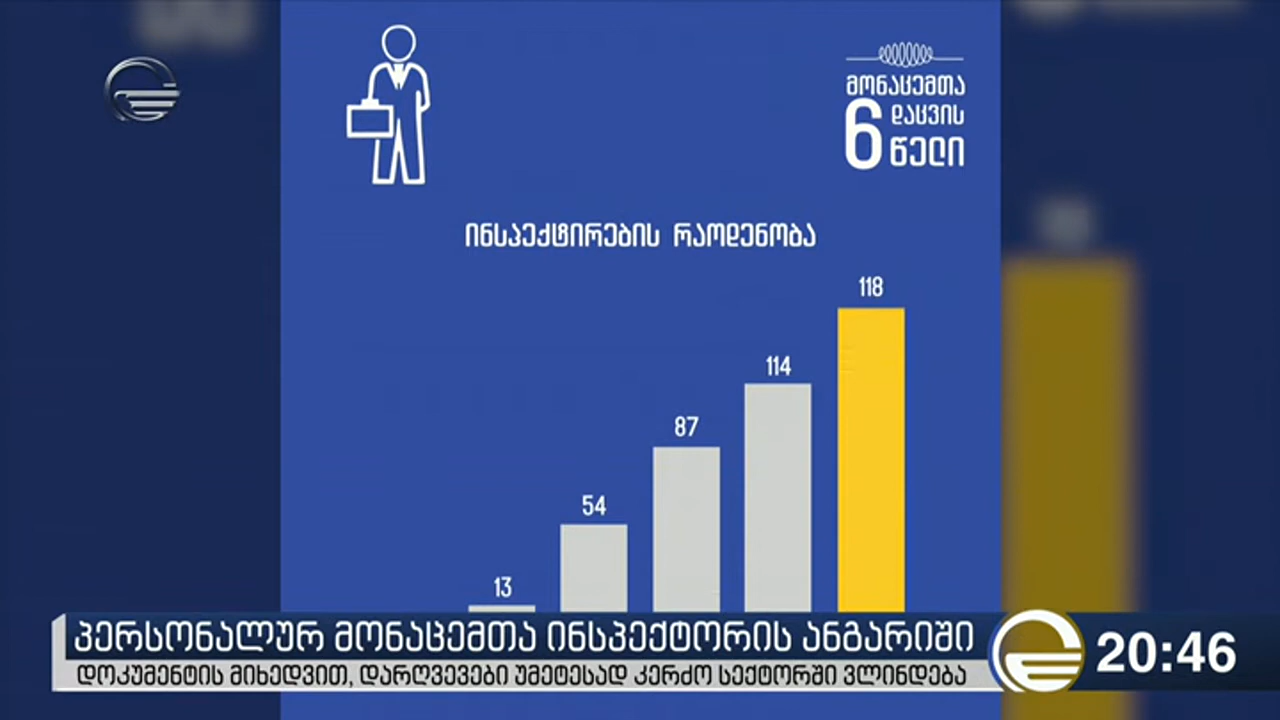 მონაცემთა
6 დაცვის
წელი
ინსპექტირების რაოდენობა
118
114
87
54
13
პერსონალურ მონაცემთა ინსპექტორის ანგარიში
დოკუმენტის მიხედვით, დარღვევები უმეტესად კერძო სექტორში ვლინდება
20:46